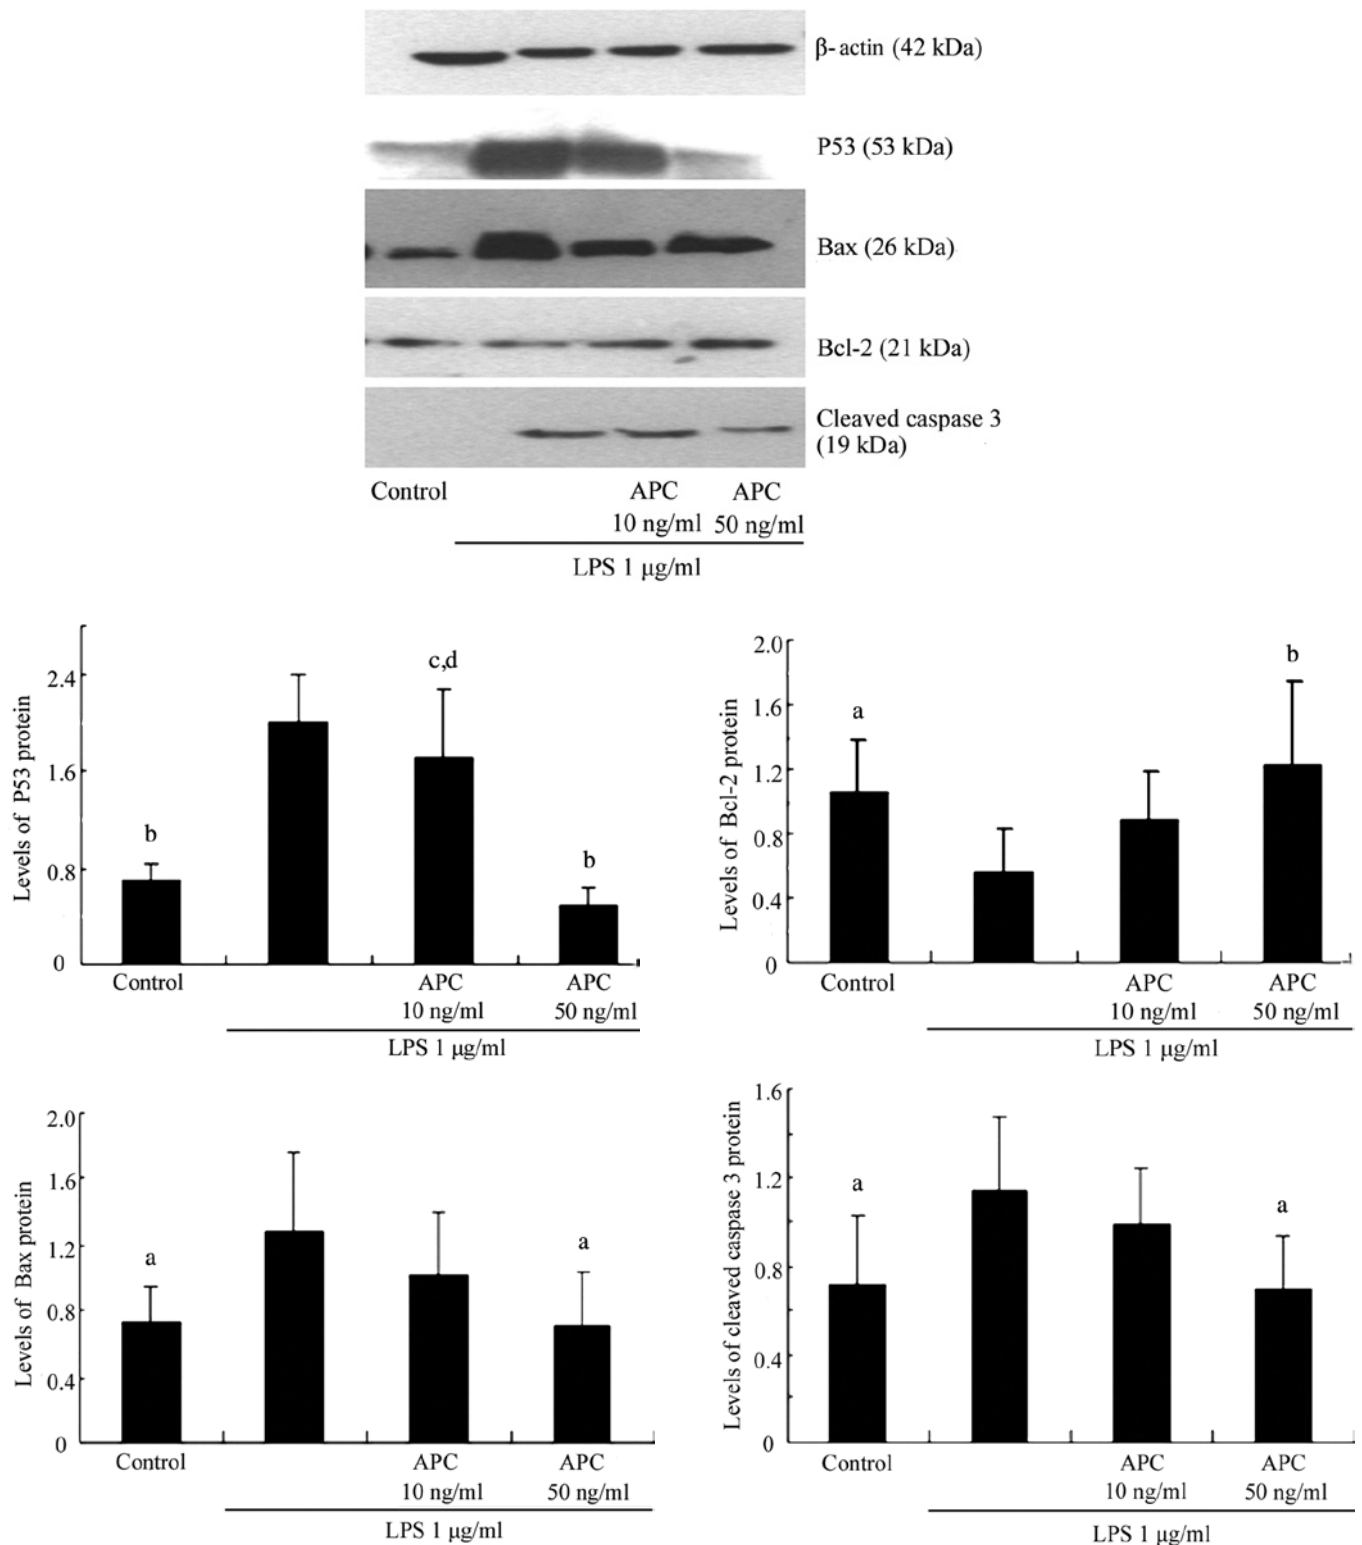 β-actin (42 kDa)
P53 (53 kDa)
Bax (26 kDa)
Bcl-2 (21 kDa)
Cleaved caspase 3
(19 kDa)
Control APC APC
10 ng/ml 50 ng/ml
LPS 1 μg/ml
Levels of P53 protein
2.4
1.6
0.8
0
b
c,d
b
Control APC APC
10 ng/ml 50 ng/ml
LPS 1 μg/ml
Levels of Bcl-2 protein
2.0
1.6
1.2
0.8
0.4
0
a
b
Control APC APC
10 ng/ml 50 ng/ml
LPS 1 μg/ml
Levels of Bax protein
2.0
1.6
1.2
0.8
0.4
0
a
a
Control APC APC
10 ng/ml 50 ng/ml
LPS 1 μg/ml
Levels of cleaved caspase 3 protein
1.6
1.2
0.8
0.4
0
a
a
Control APC APC
10 ng/ml 50 ng/ml
LPS 1 μg/ml